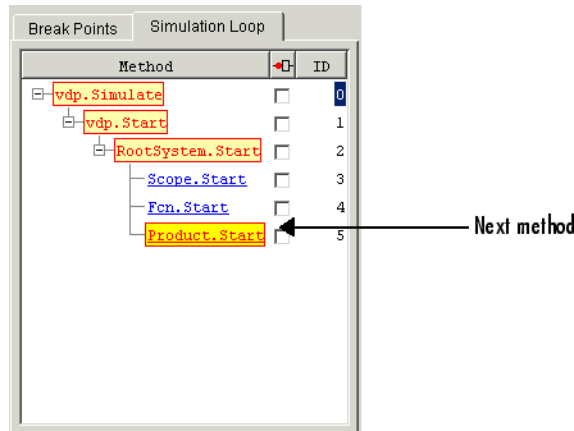 Break Points Simulation Loop
Method ID
vdp.Simulate 0
vdp.Start 1
RootSystem.Start 2
Scope.Start 3
Fcn.Start 4
Product.Start 5
Next method